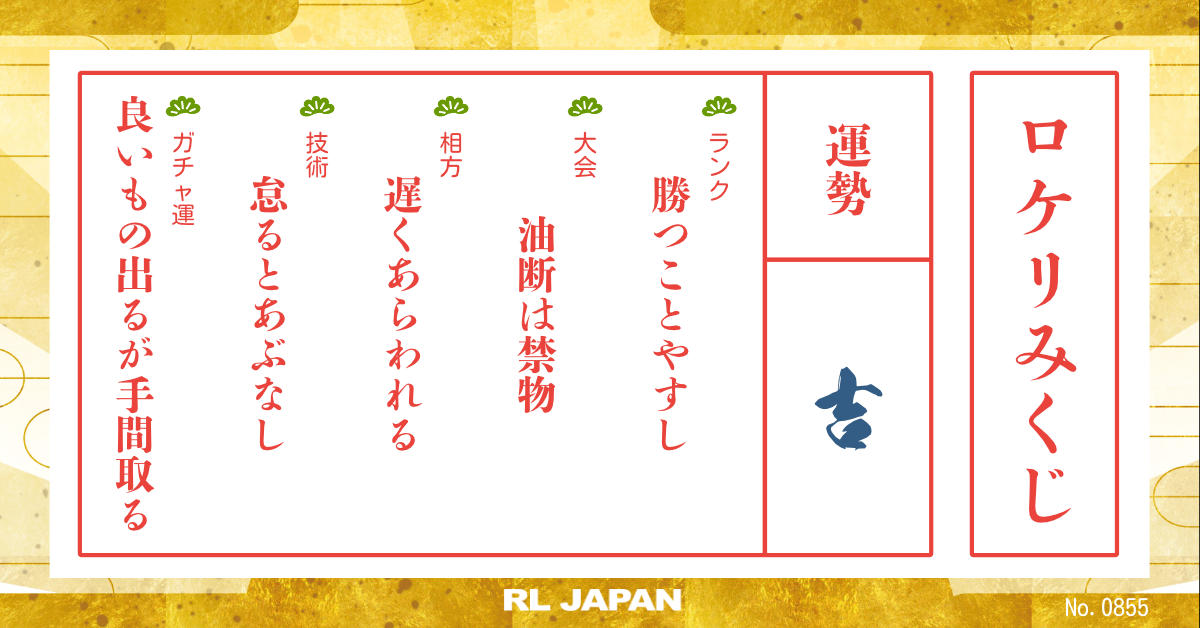 ロケリみくじ
運勢
吉
ランク
勝つことやすし
大会
油断は禁物
相方
遅くあらわれる
技術
怠るとあぶなし
ガチャ運
良いもの出るが手間取る
RL JAPAN
No. 0855